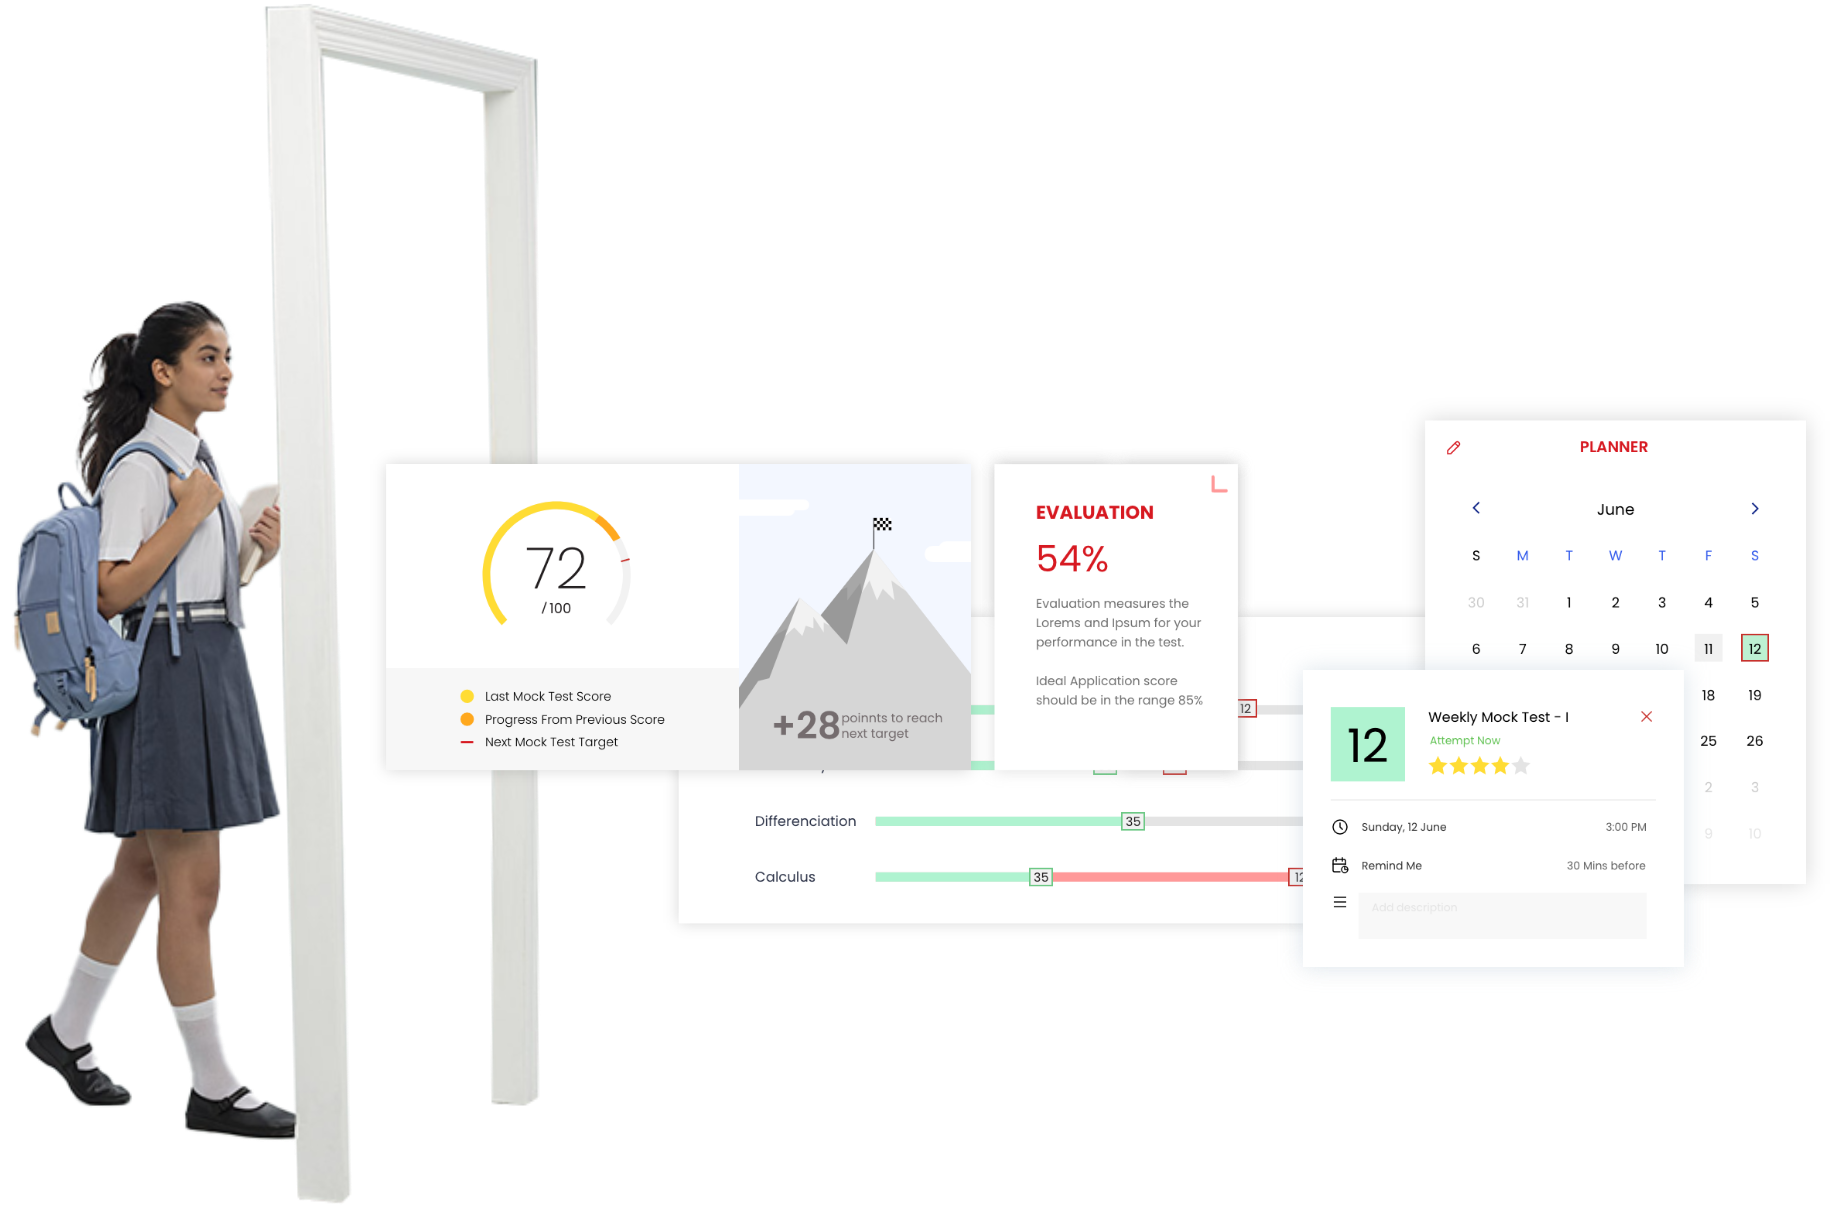 72
/100
Last Mock Test Score
Progress From Previous Score
Next Mock Test Target
+28
poinnts to reach
next target
EVALUATION
54%
Evaluation measures the
Lorems and Ipsum for your
performance in the test.
Ideal Application score
should be in the range 85%
12
Differenciation
35
Calculus
35
12
PLANNER
June
S M T W T F S
30 31 1 2 3 4 5
6 7 8 9 10 11 12
18 19
25 26
2 3
9 10
12
Weekly Mock Test - I
Attempt Now
Sunday, 12 June
3:00 PM
Remind Me
30 Mins before
Add description